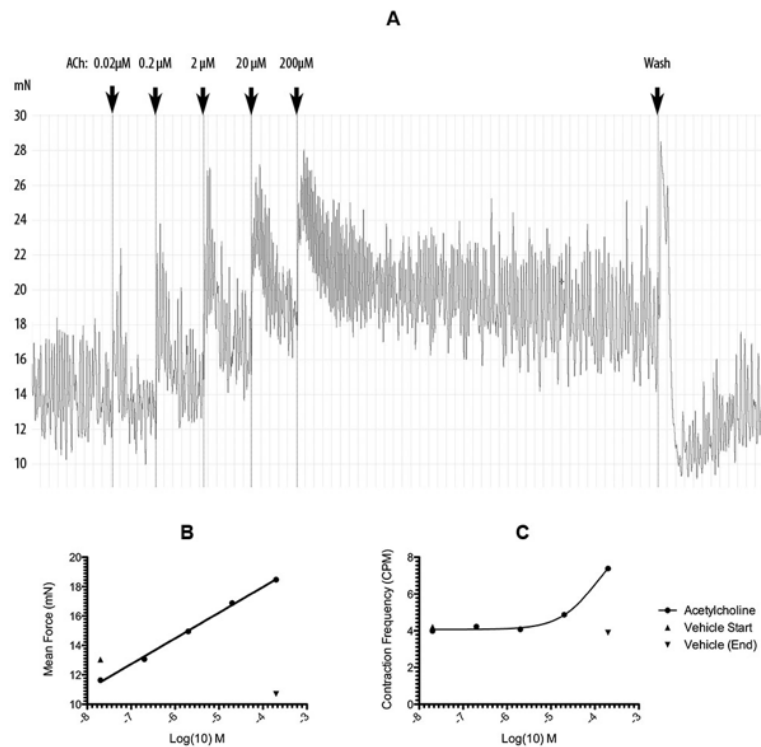 A
ACh: 0.02µM 0.2 µM 2 µM 20 µM 200µM Wash
mN
30
28
26
24
22
20
18
16
14
12
10
B
20
18
16
14
12
10
Mean Force (mN)
-8 -7 -6 -5 -4 -3
Log(10) M
C
8
6
4
2
0
Contraction Frequency (CPM)
-8 -7 -6 -5 -4 -3
Log(10) M
Acetylcholine
Vehicle Start
Vehicle (End)